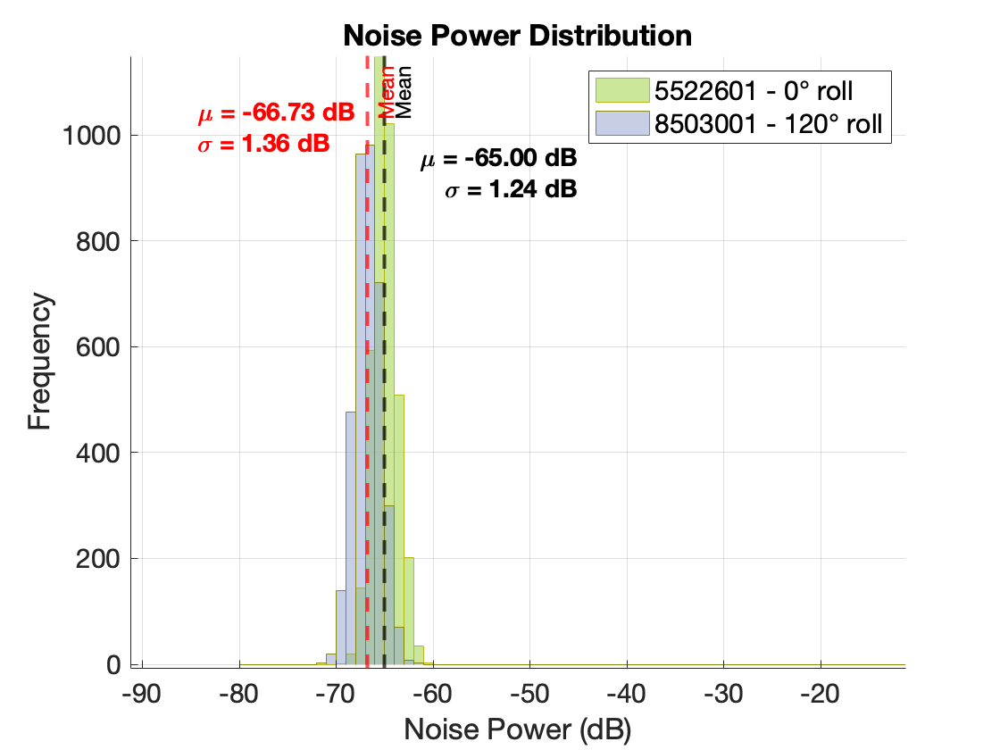 Noise Power Distribution
5522601 - 0° roll
8503001 - 120° roll
Mean
Mean
μ = -66.73 dB
σ = 1.36 dB
μ = -65.00 dB
σ = 1.24 dB
Frequency
1000
800
600
400
200
0
-90 -80 -70 -60 -50 -40 -30 -20
Noise Power (dB)